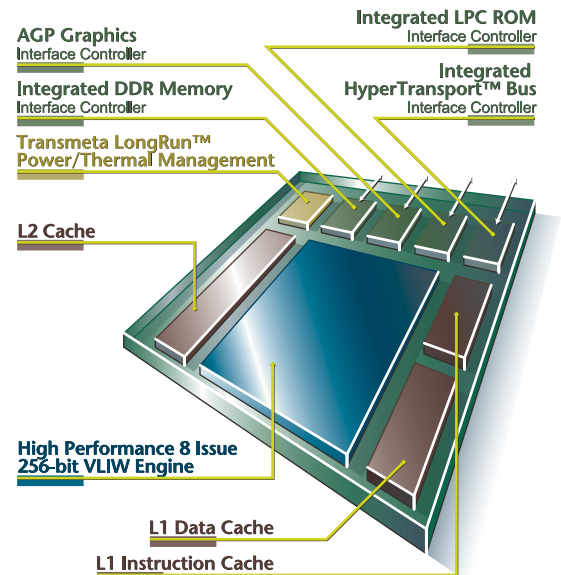 AGP Graphics
Interface Controller
Integrated DDR Memory
Interface Controller
Transmeta LongRun™
Power/Thermal Management
L2 Cache
Integrated LPC ROM
Interface Controller
Integrated
HyperTransport™ Bus
Interface Controller
High Performance 8 Issue
256-bit VLIW Engine
L1 Data Cache
L1 Instruction Cache